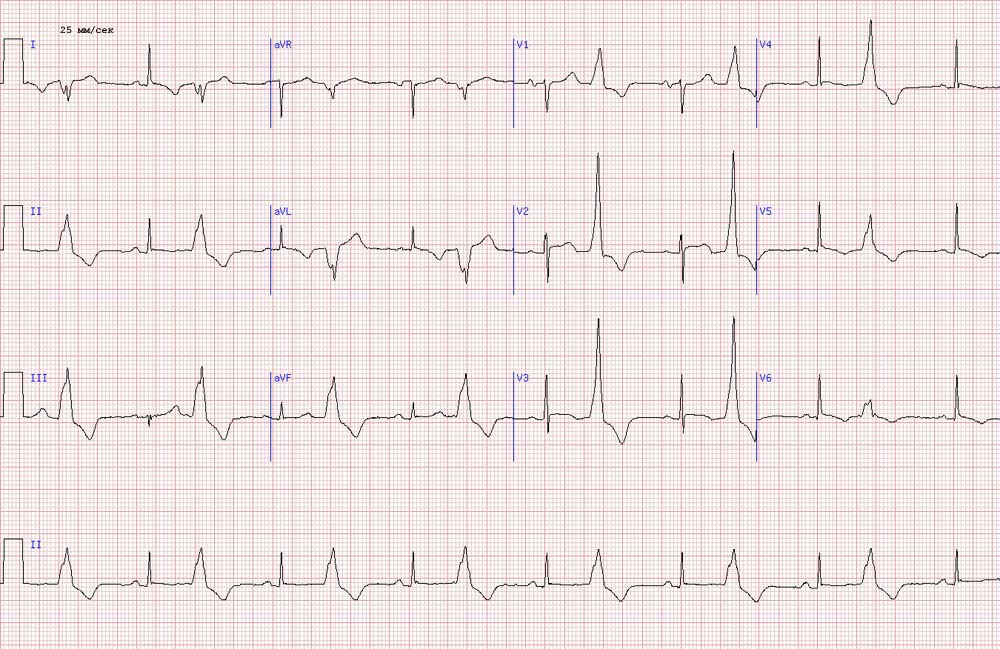 25 мм/сек
I aVR V1 V4
II aVL V2 V5
III aVF V3 V6
II